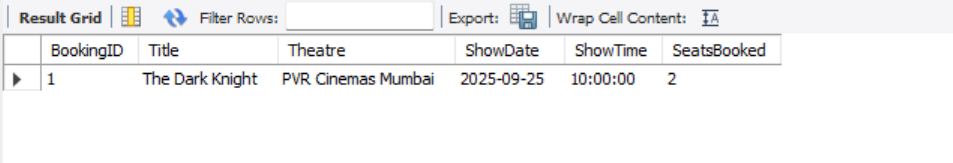 Result Grid Filter Rows: Export: Wrap Cell Content: IA
BookingID Title Theatre ShowDate ShowTime SeatsBooked
1 The Dark Knight PVR Cinemas Mumbai 2025-09-25 10:00:00 2